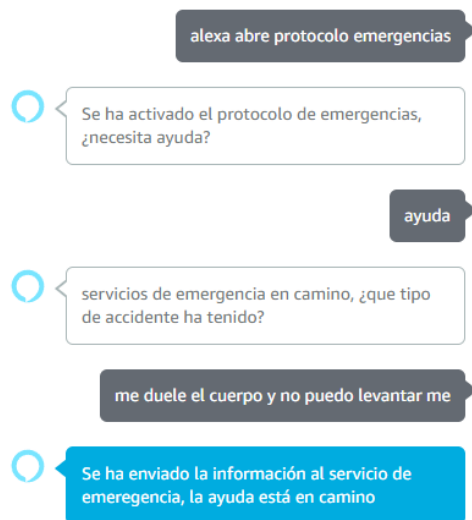 alexa abre protocolo emergencias
Se ha activado el protocolo de emergencias,
¿necesita ayuda?
ayuda
servicios de emergencia en camino, ¿que tipo
de accidente ha tenido?
me duele el cuerpo y no puedo levantar me
Se ha enviado la información al servicio de
emeregencia, la ayuda está en camino